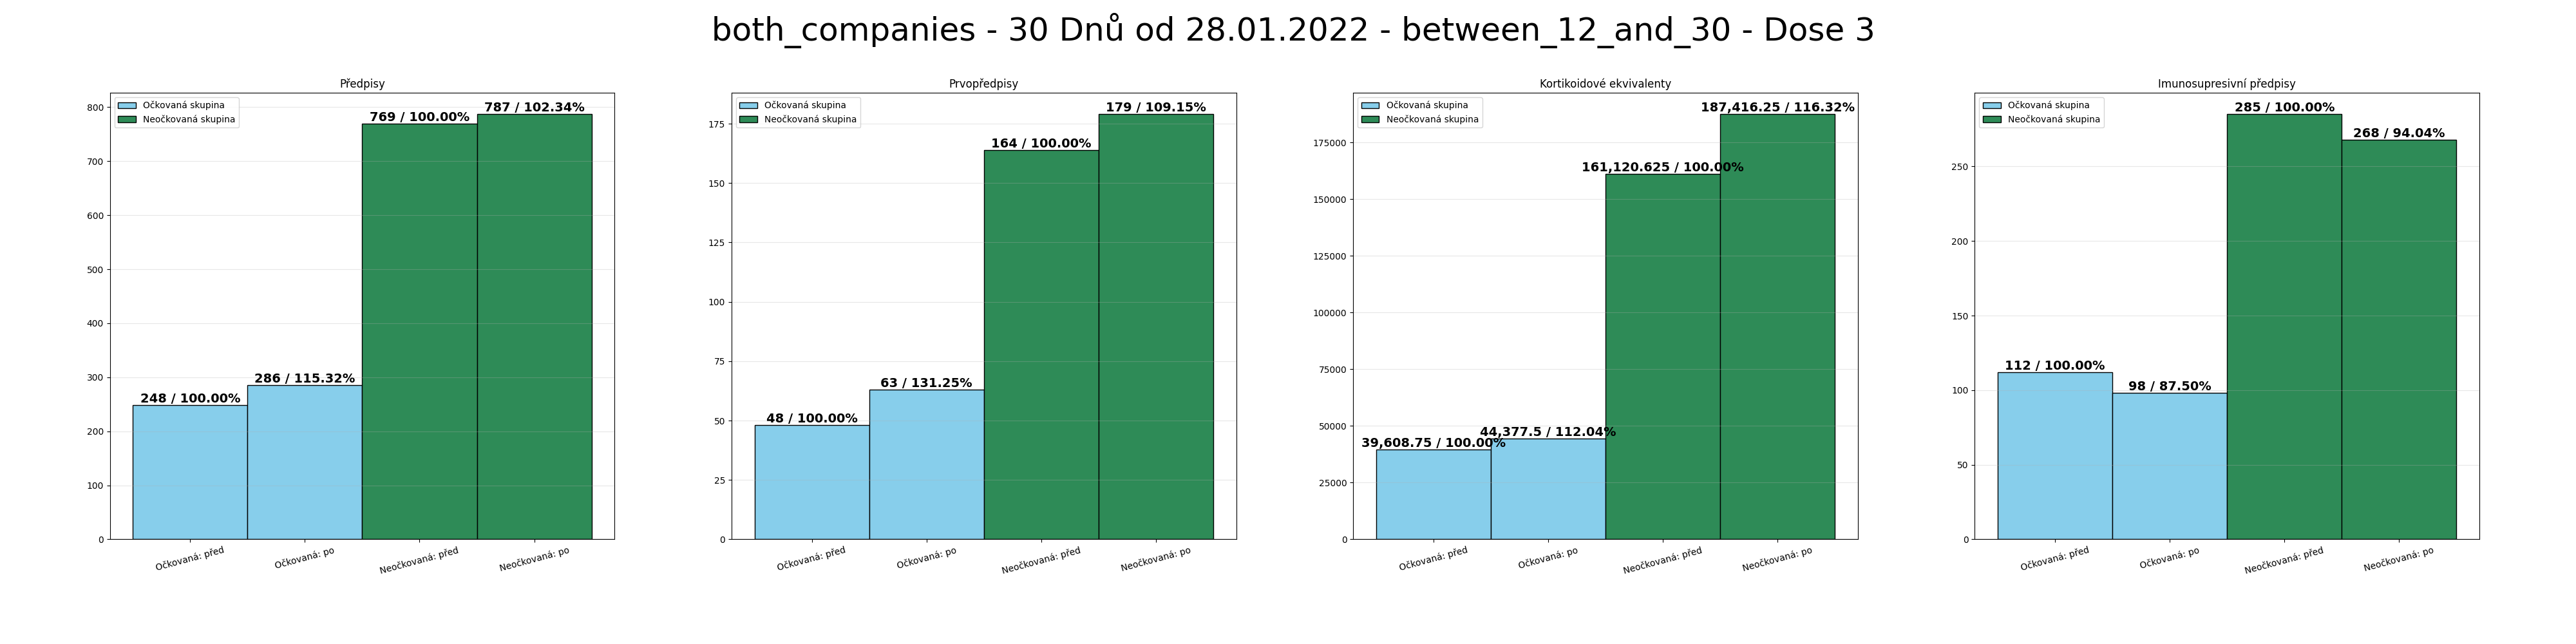 both_companies - 30 Dnů od 28.01.2022 - between_12_and_30 - Dose 3
Předpisy
Očkovaná skupina
Neočkovaná skupina
800
700
600
500
400
300
200
100
0
248 / 100.00%
286 / 115.32%
769 / 100.00%
787 / 102.34%
Očkovaná: před
Očkovaná: po
Neočkovaná: před
Neočkovaná: po
Prvopředpisy
Očkovaná skupina
Neočkovaná skupina
175
150
125
100
75
50
25
0
48 / 100.00%
63 / 131.25%
164 / 100.00%
179 / 109.15%
Očkovaná: před
Očkovaná: po
Neočkovaná: před
Neočkovaná: po
Kortikoidové ekvivalenty
Očkovaná skupina
Neočkovaná skupina
175000
150000
125000
100000
75000
50000
25000
0
39,608.75 / 100.00%
44,377.5 / 112.04%
161,120.625 / 100.00%
187,416.25 / 116.32%
Očkovaná: před
Očkovaná: po
Neočkovaná: před
Neočkovaná: po
Imunosupresivní předpisy
Očkovaná skupina
Neočkovaná skupina
250
200
150
100
50
0
112 / 100.00%
98 / 87.50%
285 / 100.00%
268 / 94.04%
Očkovaná: před
Očkovaná: po
Neočkovaná: před
Neočkovaná: po